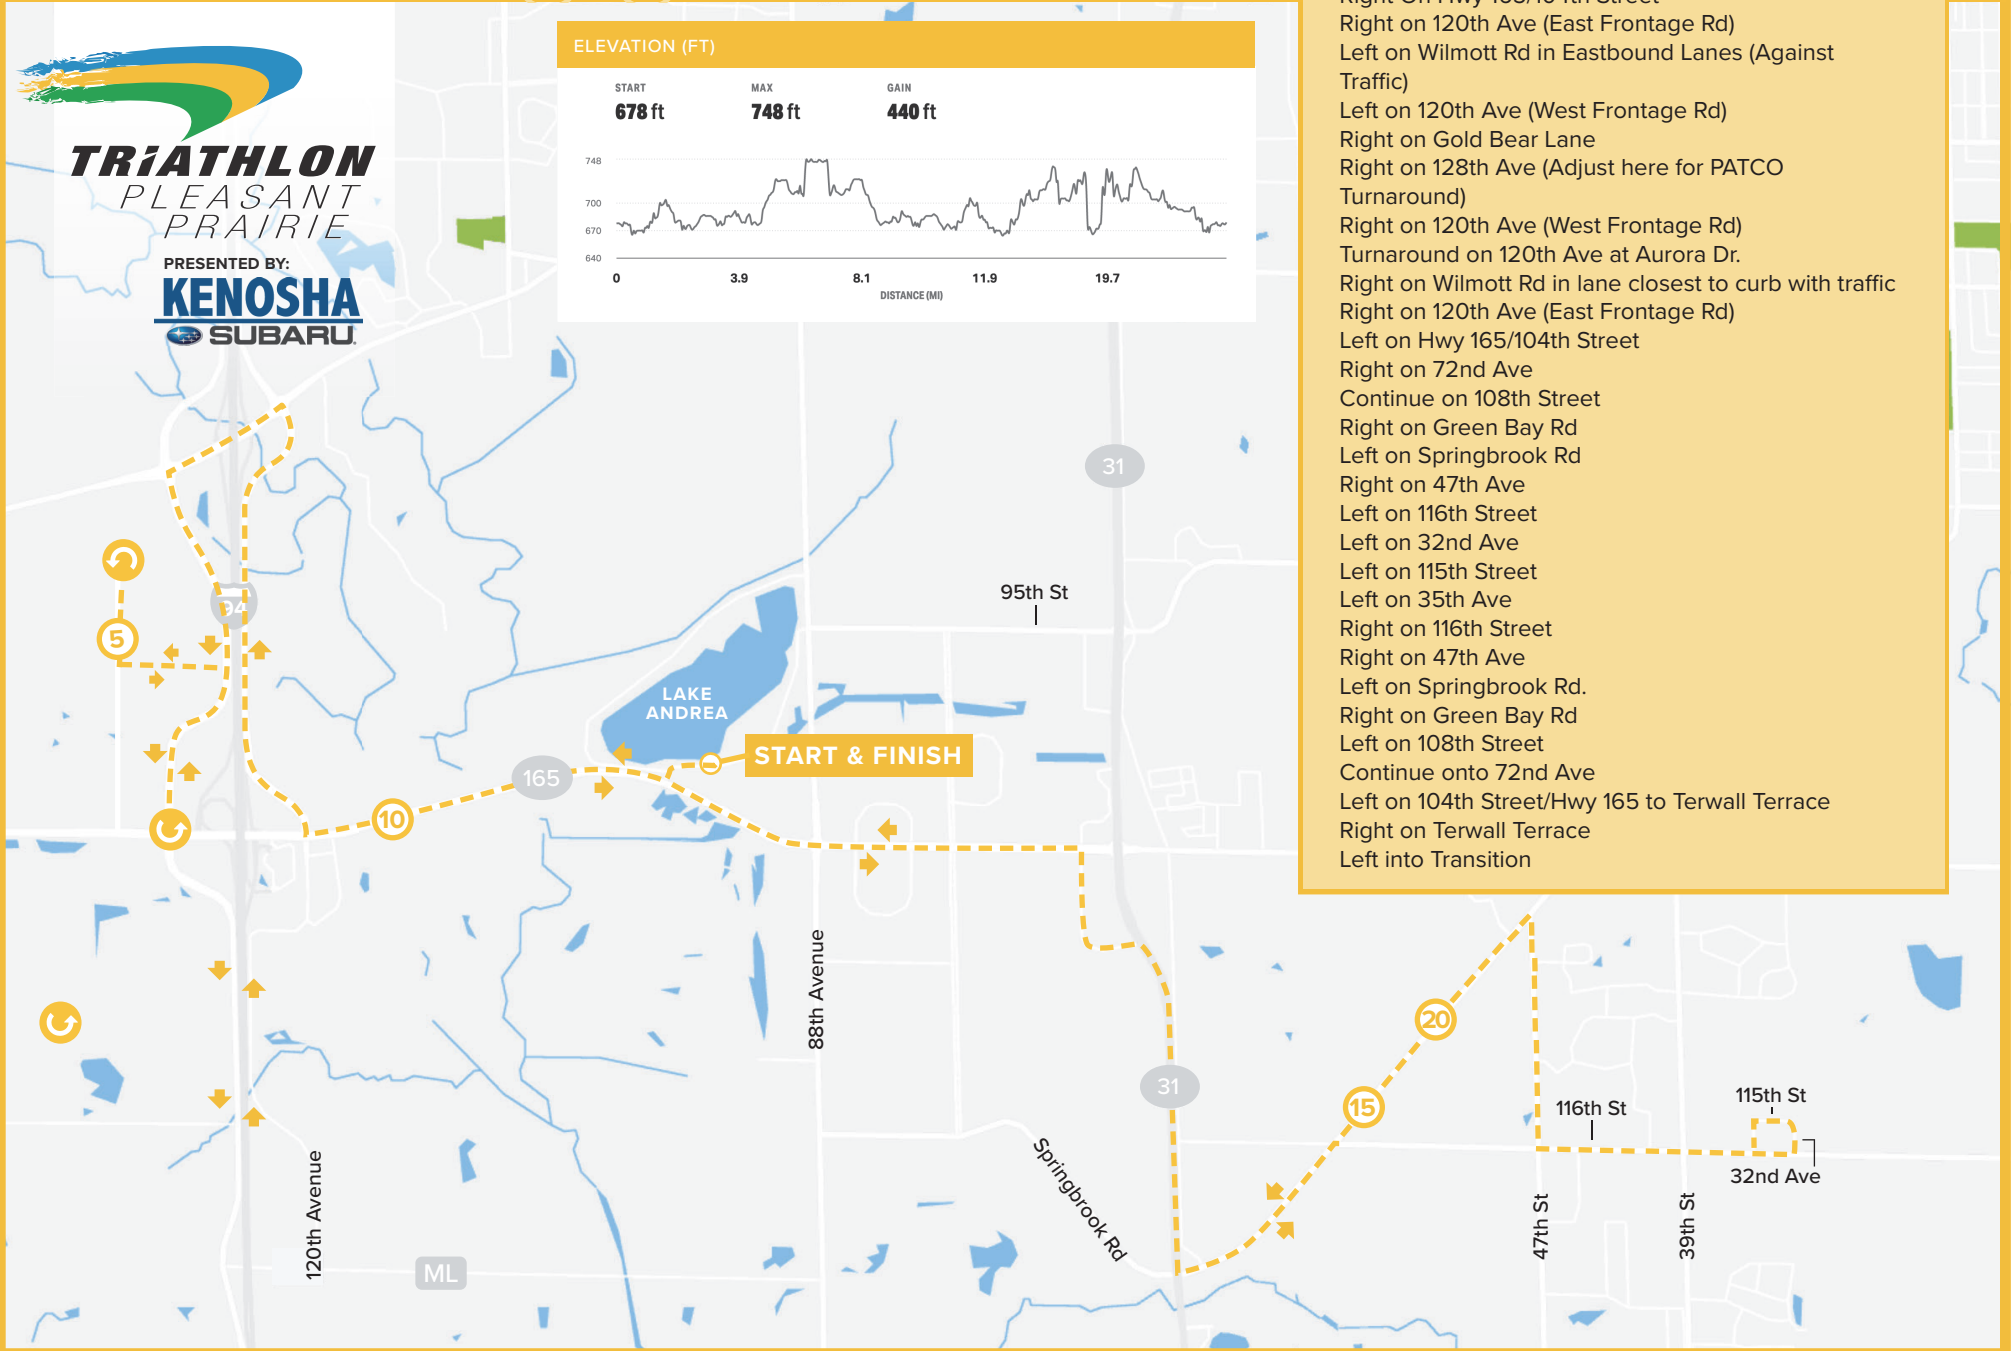 TRiATHLON
PLEASANT
PRAIRIE
PRESENTED BY:
KENOSHA
SUBARU
ELEVATION (FT)
START
678 ft
MAX
748 ft
GAIN
440 ft
748
700
670
640
0
3.9
8.1
11.9
19.7
DISTANCE (MI)
Right on 120th Ave (East Frontage Rd)
Left on Wilmott Rd in Eastbound Lanes (Against
Traffic)
Left on 120th Ave (West Frontage Rd)
Right on Gold Bear Lane
Right on 128th Ave (Adjust here for PATCO
Turnaround)
Right on 120th Ave (West Frontage Rd)
Turnaround on 120th Ave at Aurora Dr.
Right on Wilmott Rd in lane closest to curb with traffic
Right on 120th Ave (East Frontage Rd)
Left on Hwy 165/104th Street
Right on 72nd Ave
Continue on 108th Street
Right on Green Bay Rd
Left on Springbrook Rd
Right on 47th Ave
Left on 116th Street
Left on 32nd Ave
Left on 115th Street
Left on 35th Ave
Right on 116th Street
Right on 47th Ave
Left on Springbrook Rd.
Right on Green Bay Rd
Left on 108th Street
Continue onto 72nd Ave
Left on 104th Street/Hwy 165 to Terwall Terrace
Right on Terwall Terrace
Left into Transition
31
95th St
94
5
LAKE
ANDREA
START & FINISH
165
10
88th Avenue
20
31
15
116th St
115th St
32nd Ave
Springbrook Rd
47th St
39th St
120th Avenue
ML